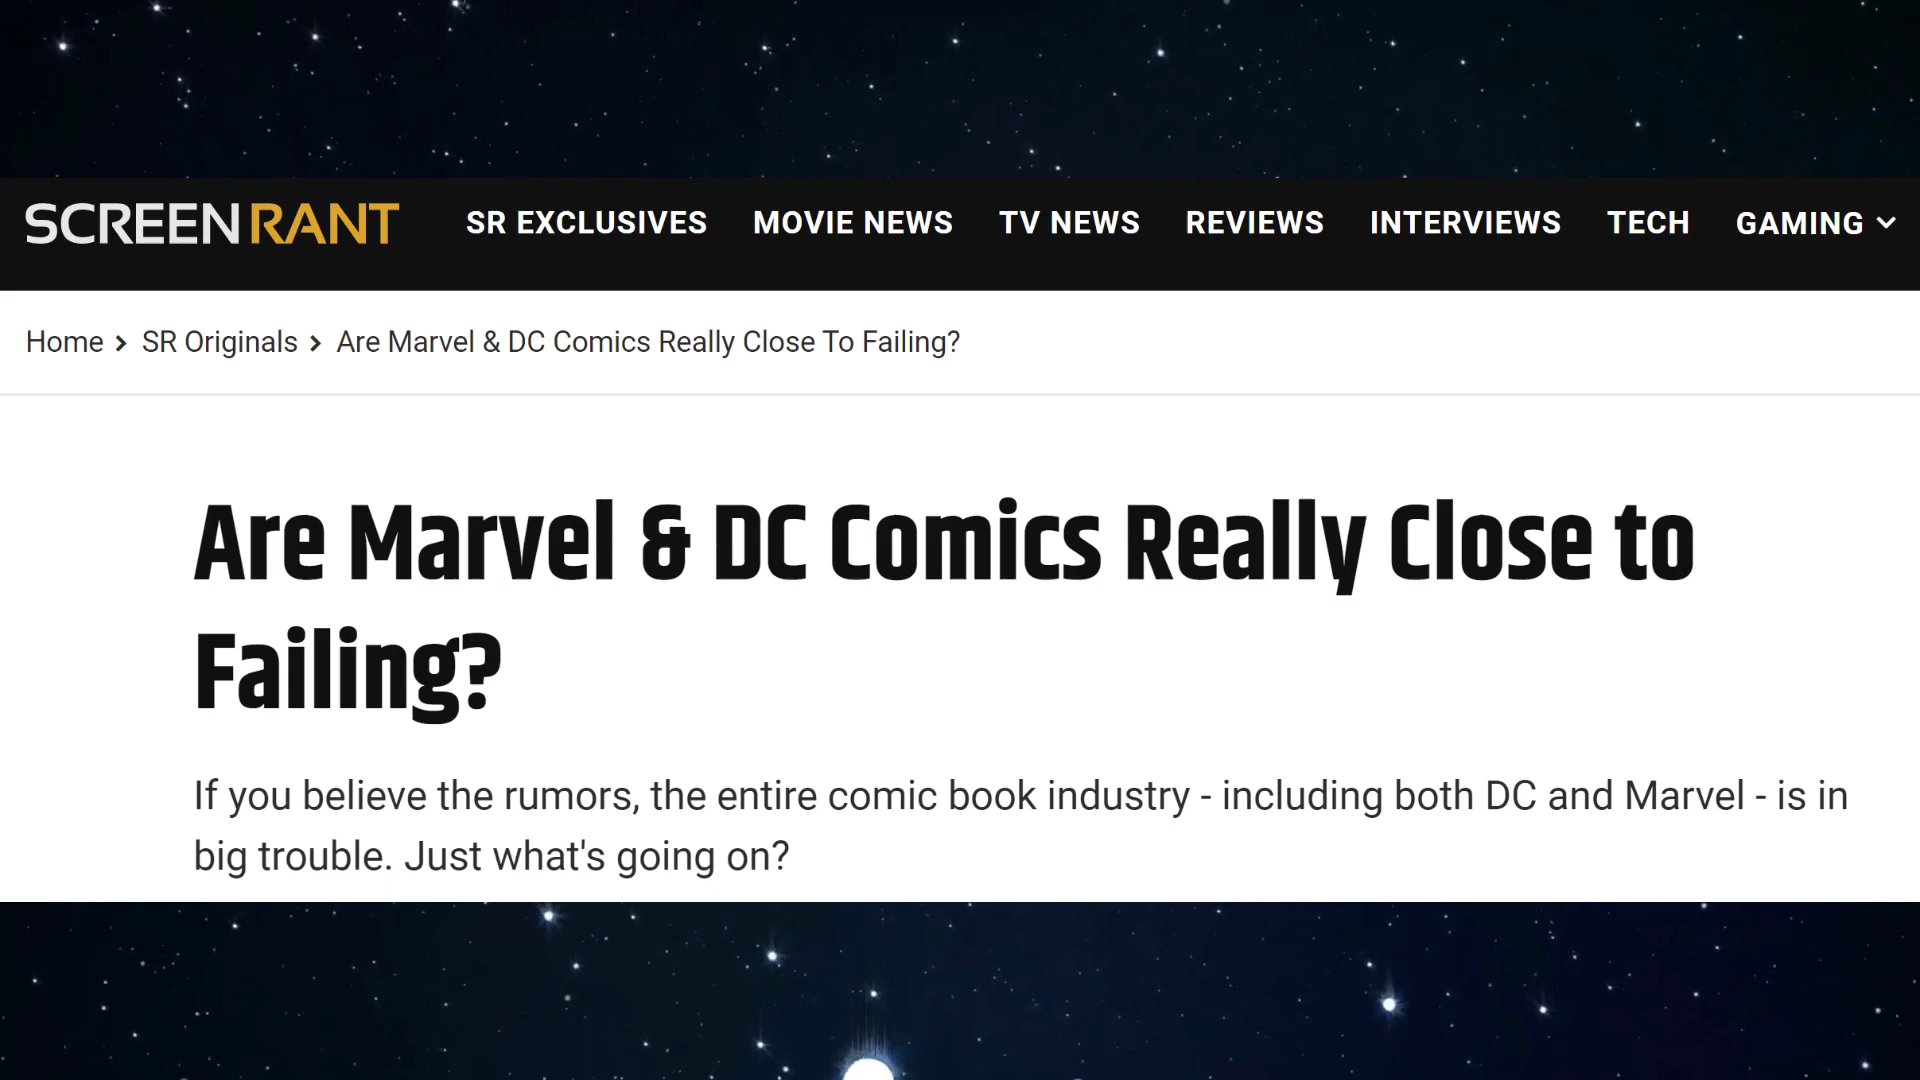 SCREENRANT SR EXCLUSIVES MOVIE NEWS TV NEWS REVIEWS INTERVIEWS TECH GAMING
Home > SR Originals > Are Marvel & DC Comics Really Close To Failing?
Are Marvel & DC Comics Really Close to
Failing?
If you believe the rumors, the entire comic book industry - including both DC and Marvel - is in
big trouble. Just what's going on?